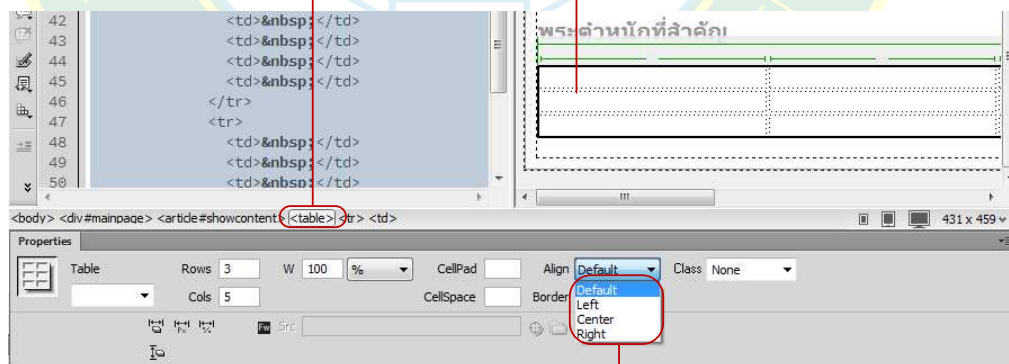 42 <td>&nbsp;</td>
43 <td>&nbsp;</td>
44 <td>&nbsp;</td>
45 <td>&nbsp;</td>
46 </tr>
47 <tr>
48 <td>&nbsp;</td>
49 <td>&nbsp;</td>
50 <td>&nbsp;</td>
พระตำหนักที่สำคัญ
<body> <div#mainpage> <article#showcontent> <table> <tr> <td>
431 x 459
Properties
Table Rows 3 W 100 % CellPad Align Default Class None
Cols 5 CellSpace Border
Default
Left
Center
Right
Fw Src